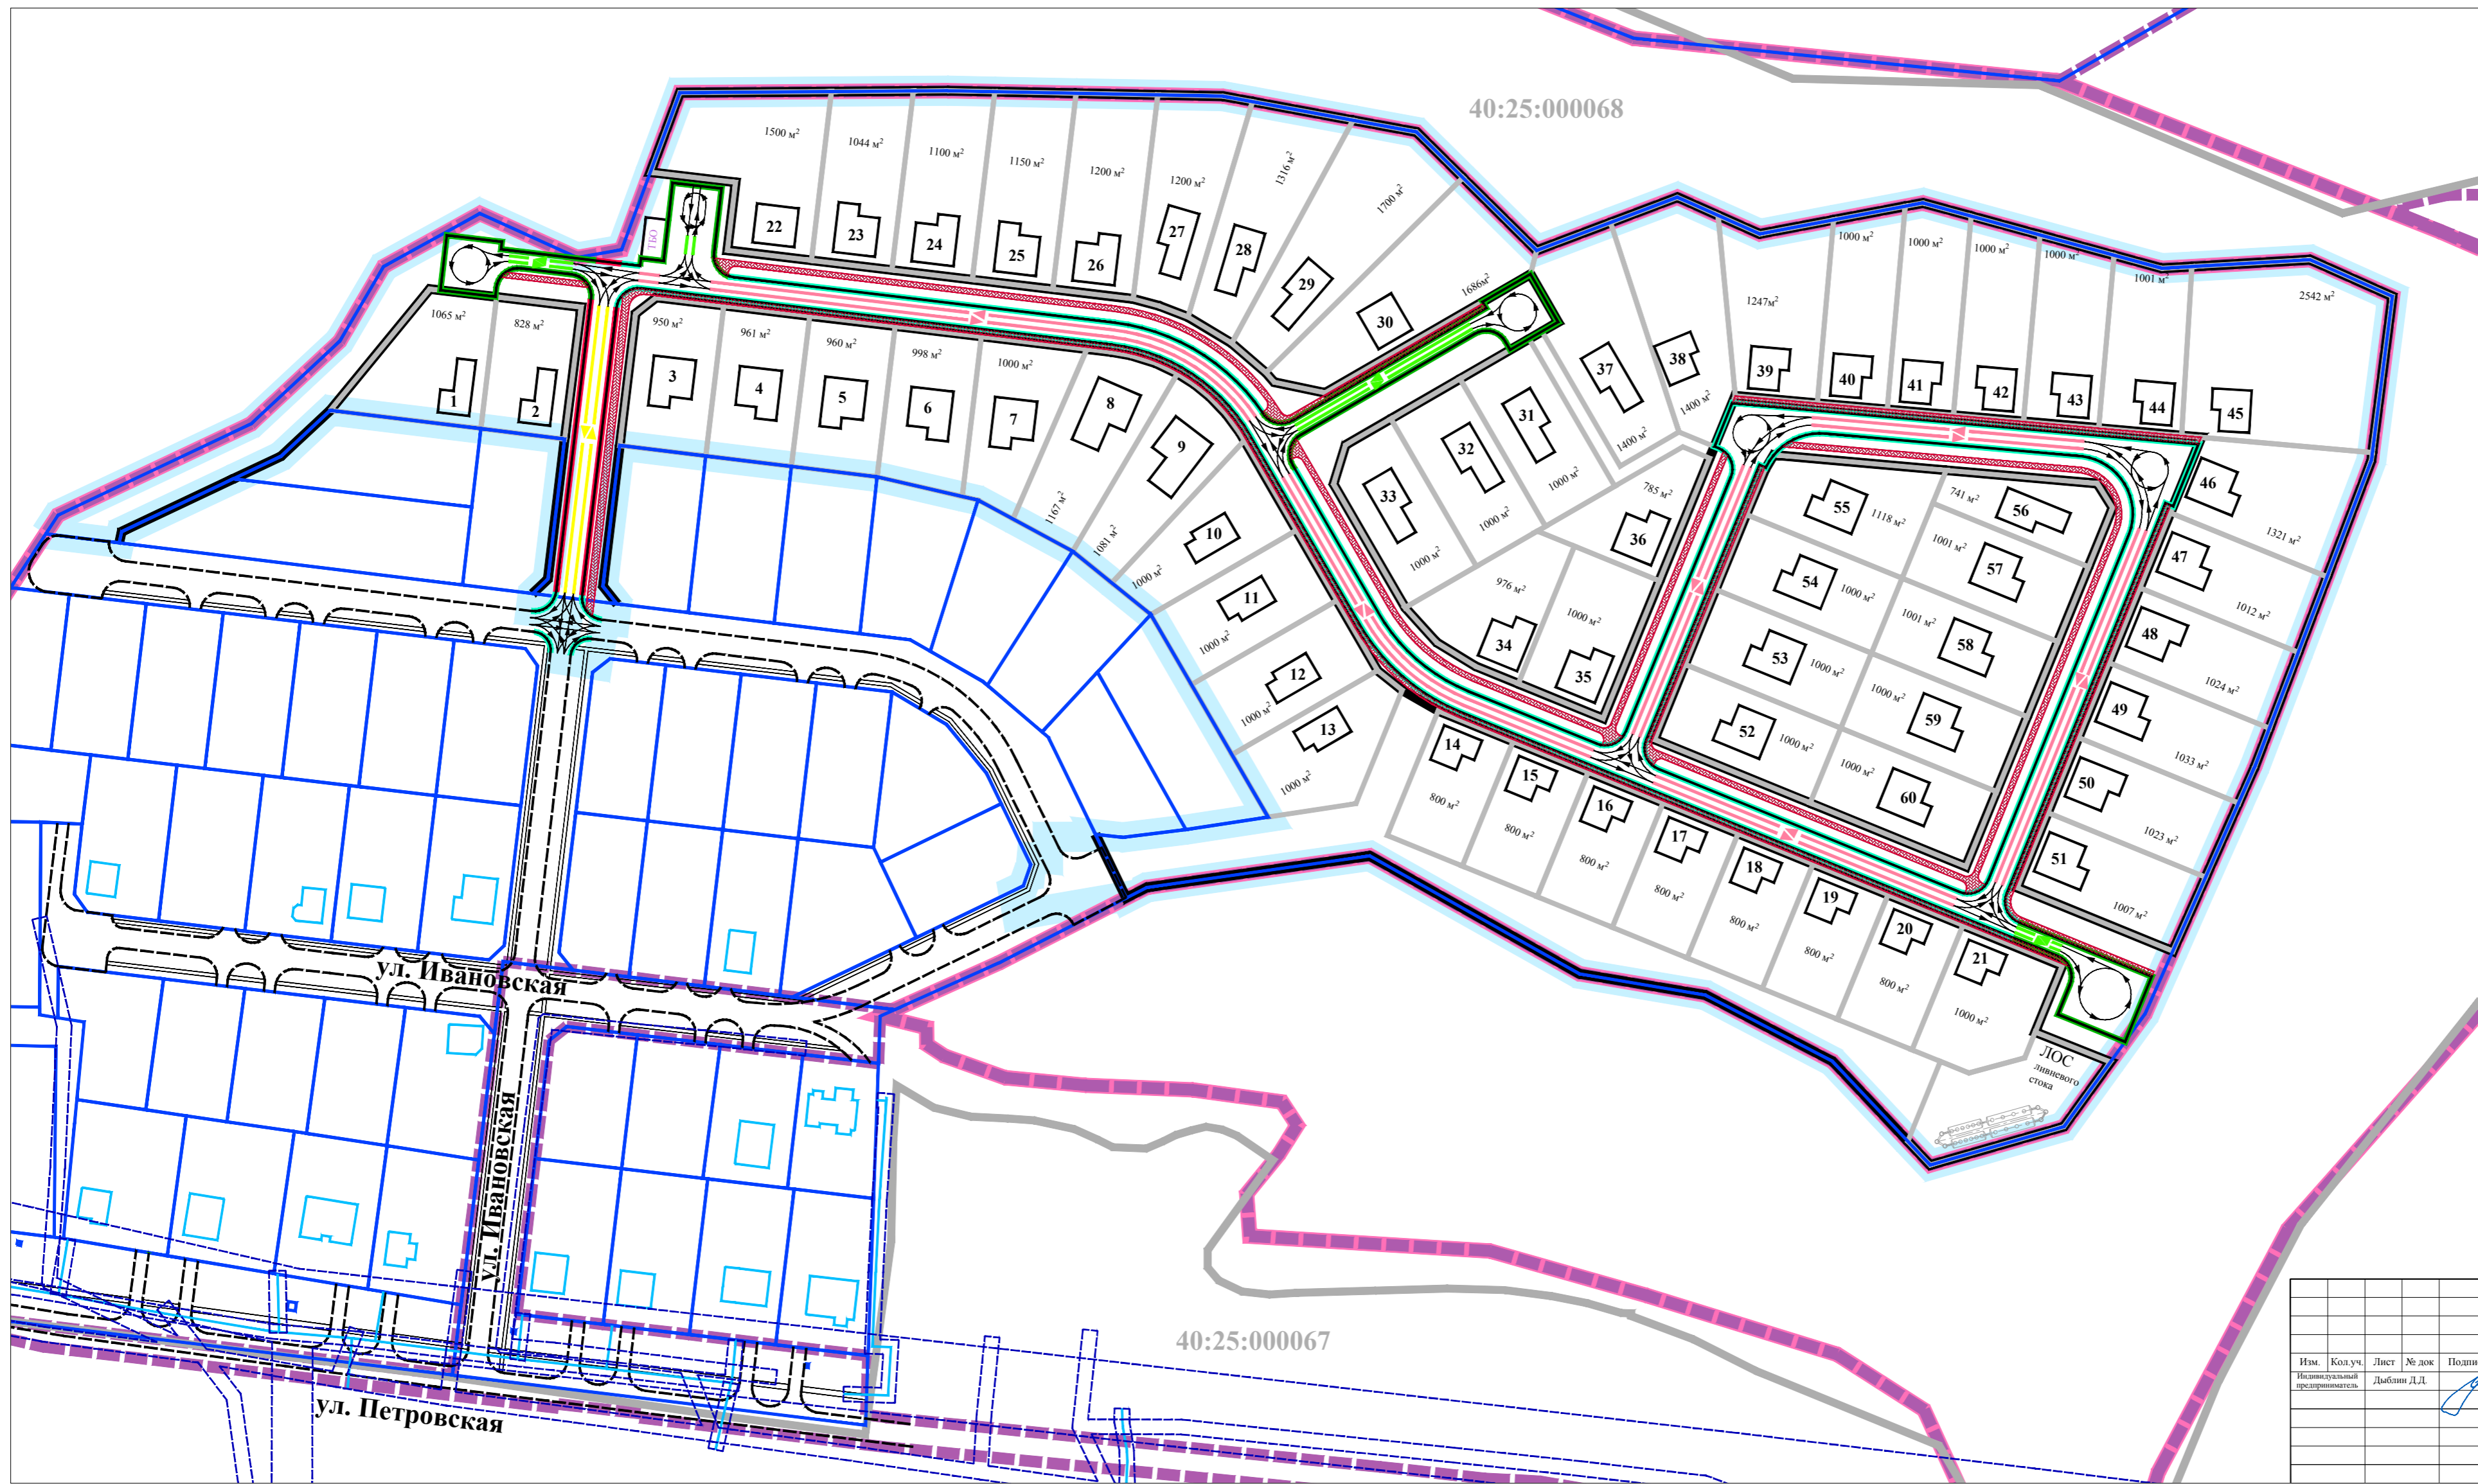 40:25:000068
1500 м²
1044 м²
1100 м²
1150 м²
1200 м²
1200 м²
1316 м²
1700 м²
1686м²
ТБО
22
23
24
25
26
27
28
29
30
1065 м²
828 м²
950 м²
961 м²
960 м²
998 м²
1000 м²
1167 м²
1081 м²
1
2
3
4
5
6
7
8
9
1000 м²
10
1000 м²
11
1000 м²
12
1000 м²
13
1400 м²
37
1400 м²
38
1247м²
39
1000 м²
40
1000 м²
41
1000 м²
42
1000 м²
43
1001 м²
44
2542 м²
45
31
1000 м²
32
1000 м²
33
1000 м²
785 м²
36
976 м²
34
1000 м²
35
55
1118 м²
741 м²
56
54
1000 м²
1001 м²
57
53
1000 м²
1001 м²
58
52
1000 м²
1000 м²
59
1000 м²
60
46
1321 м²
47
1012 м²
48
1024 м²
49
1033 м²
50
1023 м²
51
1007 м²
14
800 м²
15
800 м²
16
800 м²
17
800 м²
18
800 м²
19
800 м²
20
800 м²
21
1000 м²
ЛОС
ливневого
стока
ул. Ивановская
ул. Ивановская
ул. Петровская
40:25:000067
Изм. Кол.уч. Лист № док Подпи
Индивидуальный
предприниматель
Дыблин Д.Д.